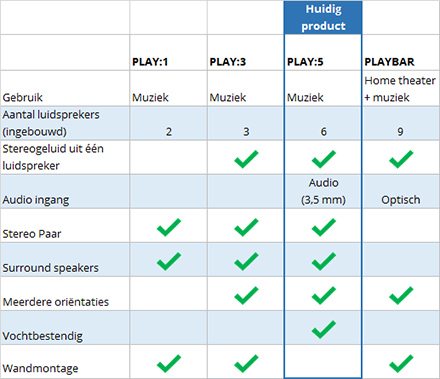 Huidig
product
PLAY:1 PLAY:3 PLAY:5 PLAYBAR
Home theater
Gebruik Muziek Muziek Muziek + muziek
Aantal luidsprekers
(ingebouwd) 2 3 6 9
Stereogeluid uit één
luidspreker
Audio
Audio ingang (3,5 mm) Optisch
Stereo Paar
Surround speakers
Meerdere oriëntaties
Vochtbestendig
Wandmontage